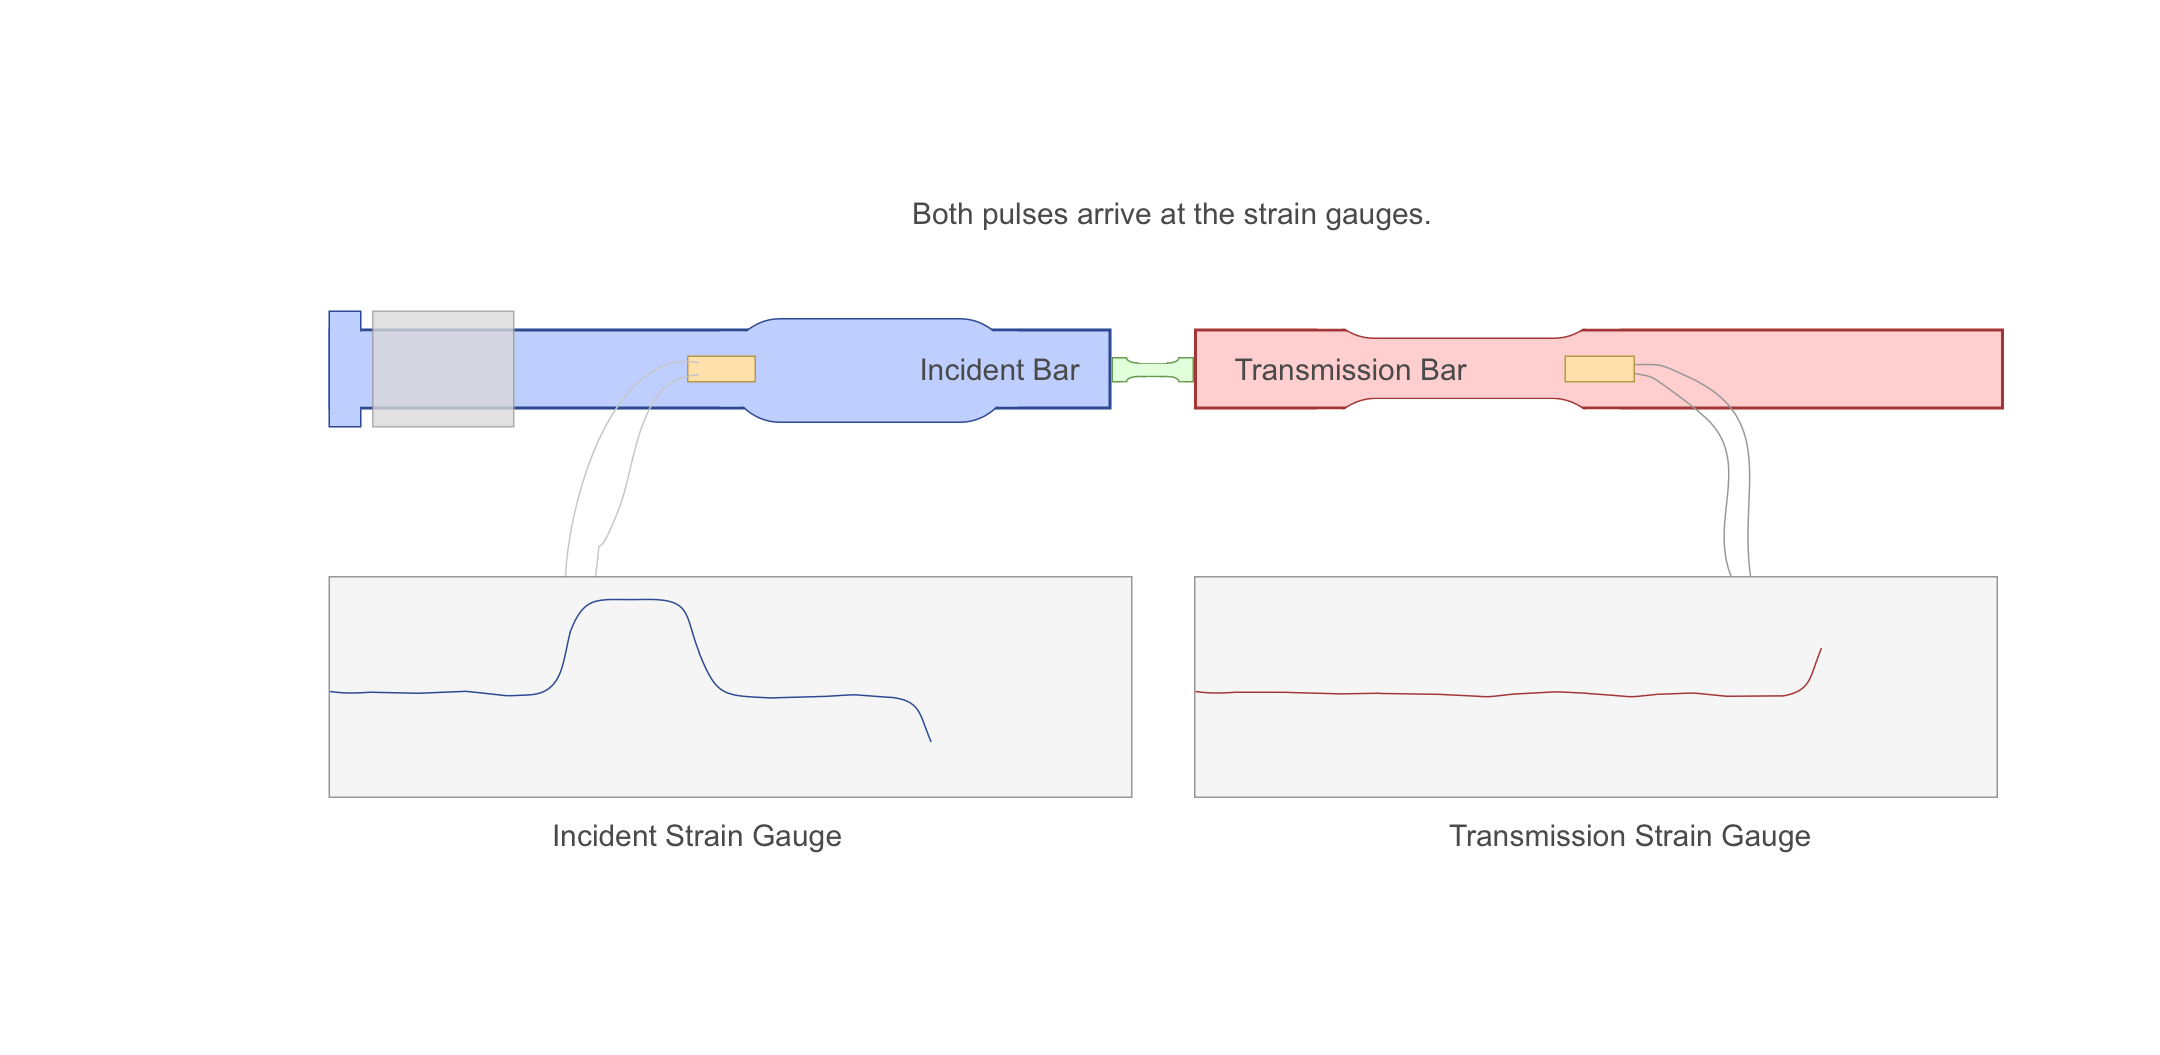 Both pulses arrive at the strain gauges.
Incident Bar
Transmission Bar
Incident Strain Gauge
Transmission Strain Gauge